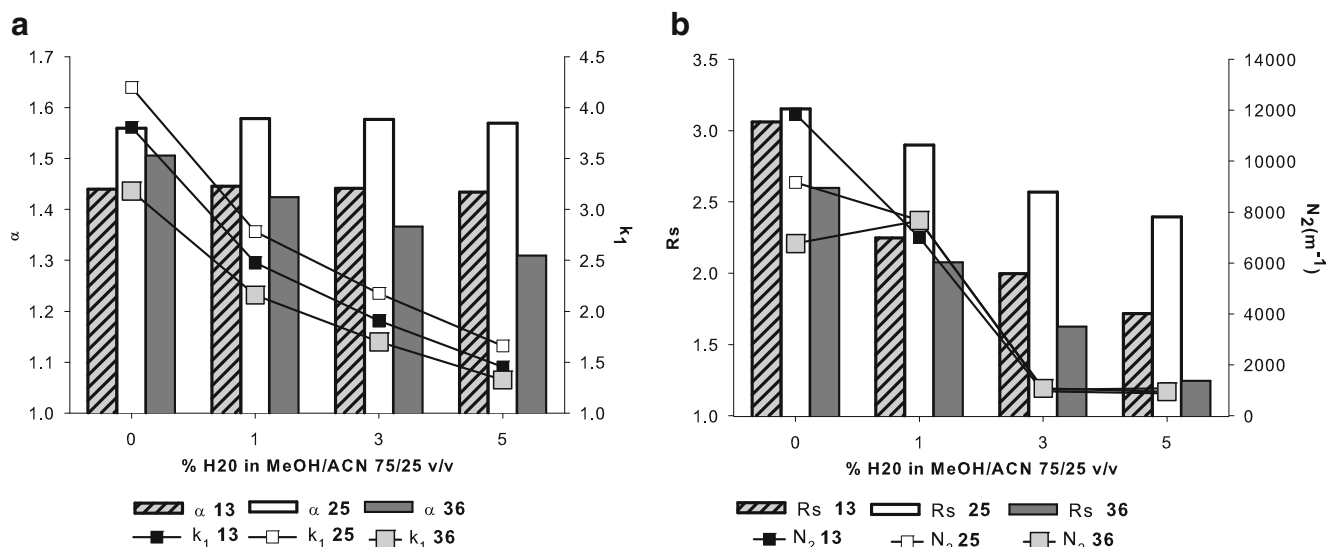 a
1.7
1.6
1.5
1.4
1.3
1.2
1.1
1.0
α
4.5
4.0
3.5
3.0
2.5
2.0
1.5
1.0
k1
0 1 3 5
% H20 in MeOH/ACN 75/25 v/v
α 13 α 25 α 36
k1 13 k1 25 k1 36
b
3.5
3.0
2.5
2.0
1.5
1.0
Rs
14000
12000
10000
8000
6000
4000
2000
0
N2(m-1)
0 1 3 5
% H20 in MeOH/ACN 75/25 v/v
Rs 13 Rs 25 Rs 36
N2 13 N2 25 N2 36